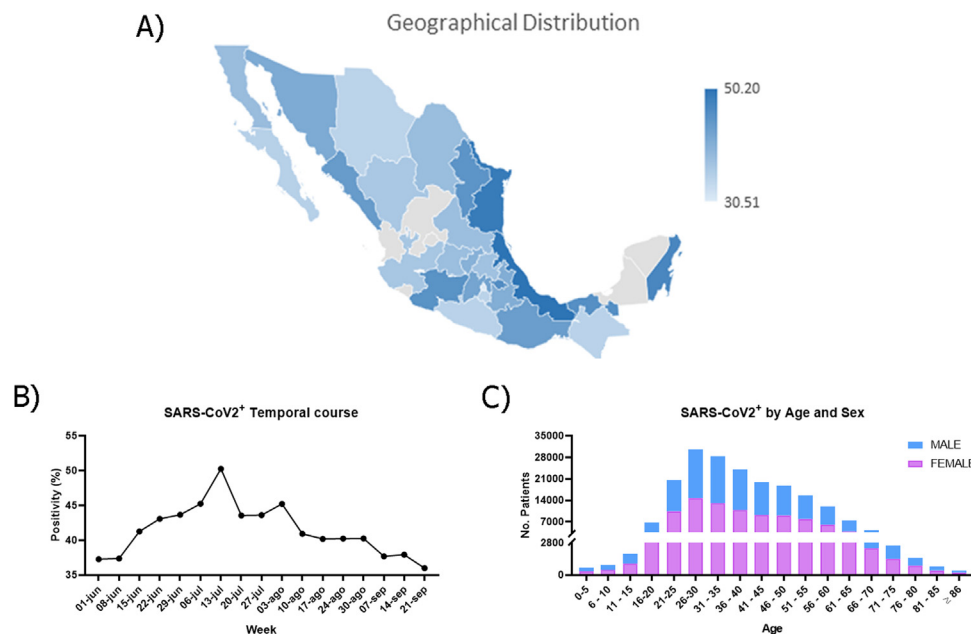 A)
Geographical Distribution
50.20
30.51
B)
SARS-CoV2+ Temporal course
Positivity (%)
55
50
45
40
35
01-jun
08-jun
15-jun
22-jun
29-jun
06-jul
13-jul
20-jul
27-jul
03-ago
10-ago
17-ago
24-ago
30-ago
07-sep
14-sep
21-sep
Week
C)
SARS-CoV2+ by Age and Sex
MALE
FEMALE
No. Patients
35000
28000
21000
14000
7000
2800
0
0-5
6 - 10
11 - 15
16-20
21-25
26-30
31- 35
36- 40
41- 45
46 - 50
51 - 55
56 - 60
61 - 65
66 - 70
71 - 75
76 - 80
81 - 85
≥ 86
Age